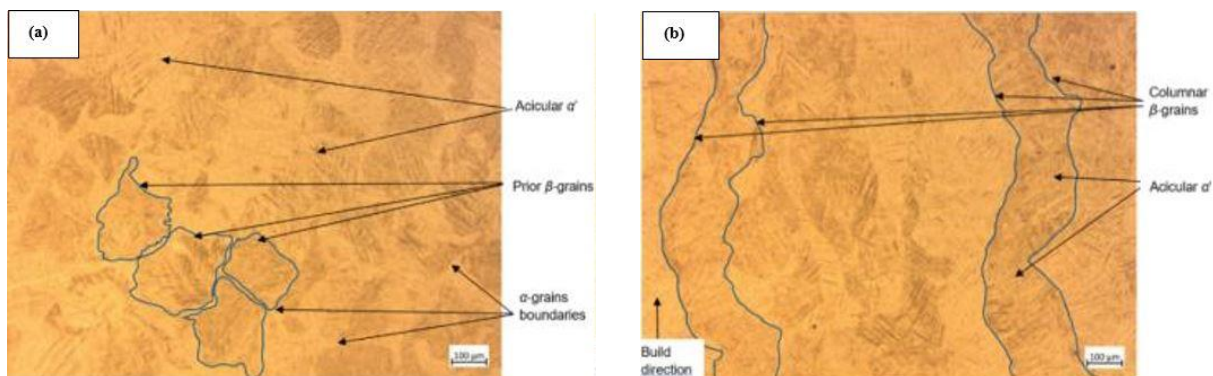 (a)
Acicular α'
Prior β-grains
α-grains
boundaries
100 μm
(b)
Columnar
β-grains
Acicular α'
Build
direction
100 μm